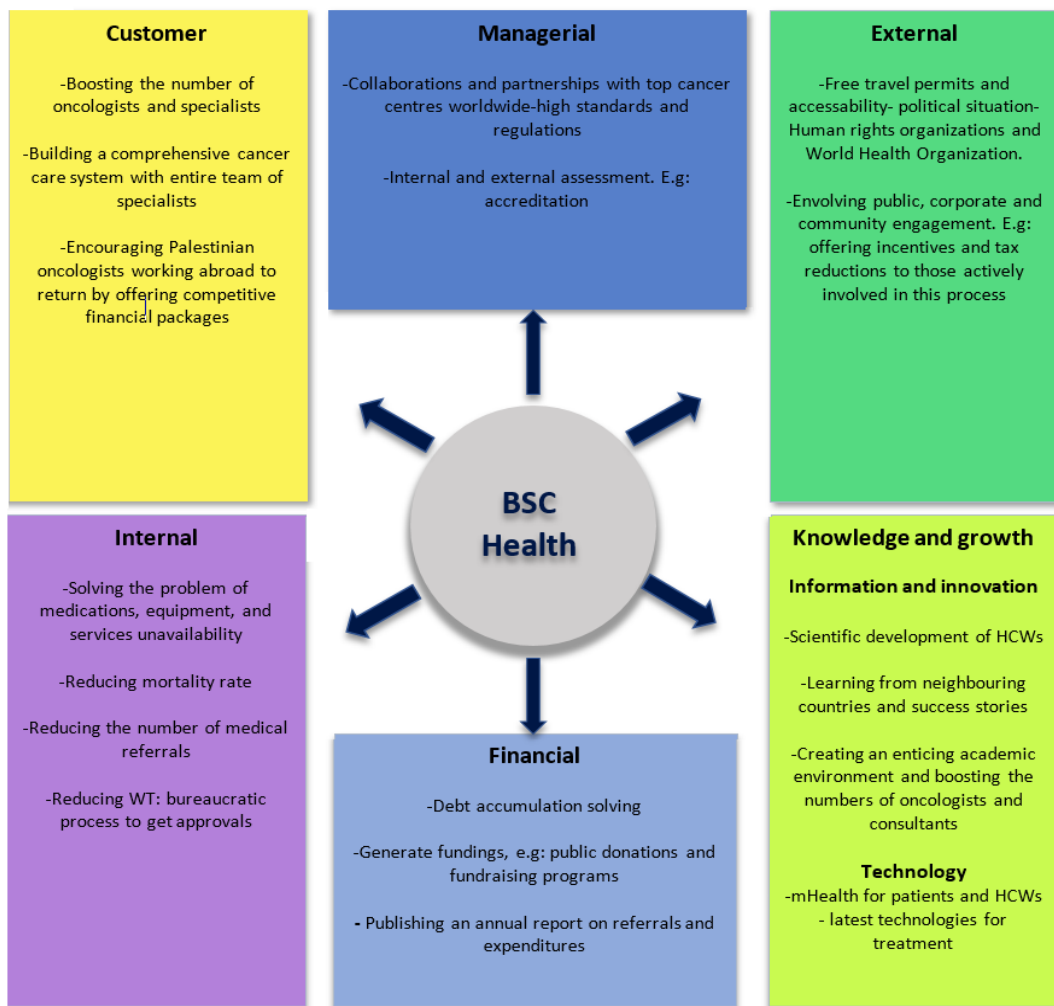 Customer
-Boosting the number of
oncologists and specialists
-Building a comprehensive cancer
care system with entire team of
specialists
-Encouraging Palestinian
oncologists working abroad to
return by offering competitive
financial packages
Managerial
-Collaborations and partnerships with top cancer
centres worldwide-high standards and
regulations
-Internal and external assessment. E.g:
accreditation
External
-Free travel permits and
accessability- political situation-
Human rights organizations and
World Health Organization.
-Envolving public, corporate and
community engagement. E.g:
offering incentives and tax
reductions to those actively
involved in this process
BSC
Health
Internal
-Solving the problem of
medications, equipment, and
services unavailability
-Reducing mortality rate
-Reducing the number of medical
referrals
-Reducing WT: bureaucratic
process to get approvals
Financial
-Debt accumulation solving
-Generate fundings, e.g: public donations and
fundraising programs
- Publishing an annual report on referrals and
expenditures
Knowledge and growth
Information and innovation
-Scientific development of HCWs
-Learning from neighbouring
countries and success stories
-Creating an enticing academic
environment and boosting the
numbers of oncologists and
consultants
Technology
-mHealth for patients and HCWs
- latest technologies for
treatment